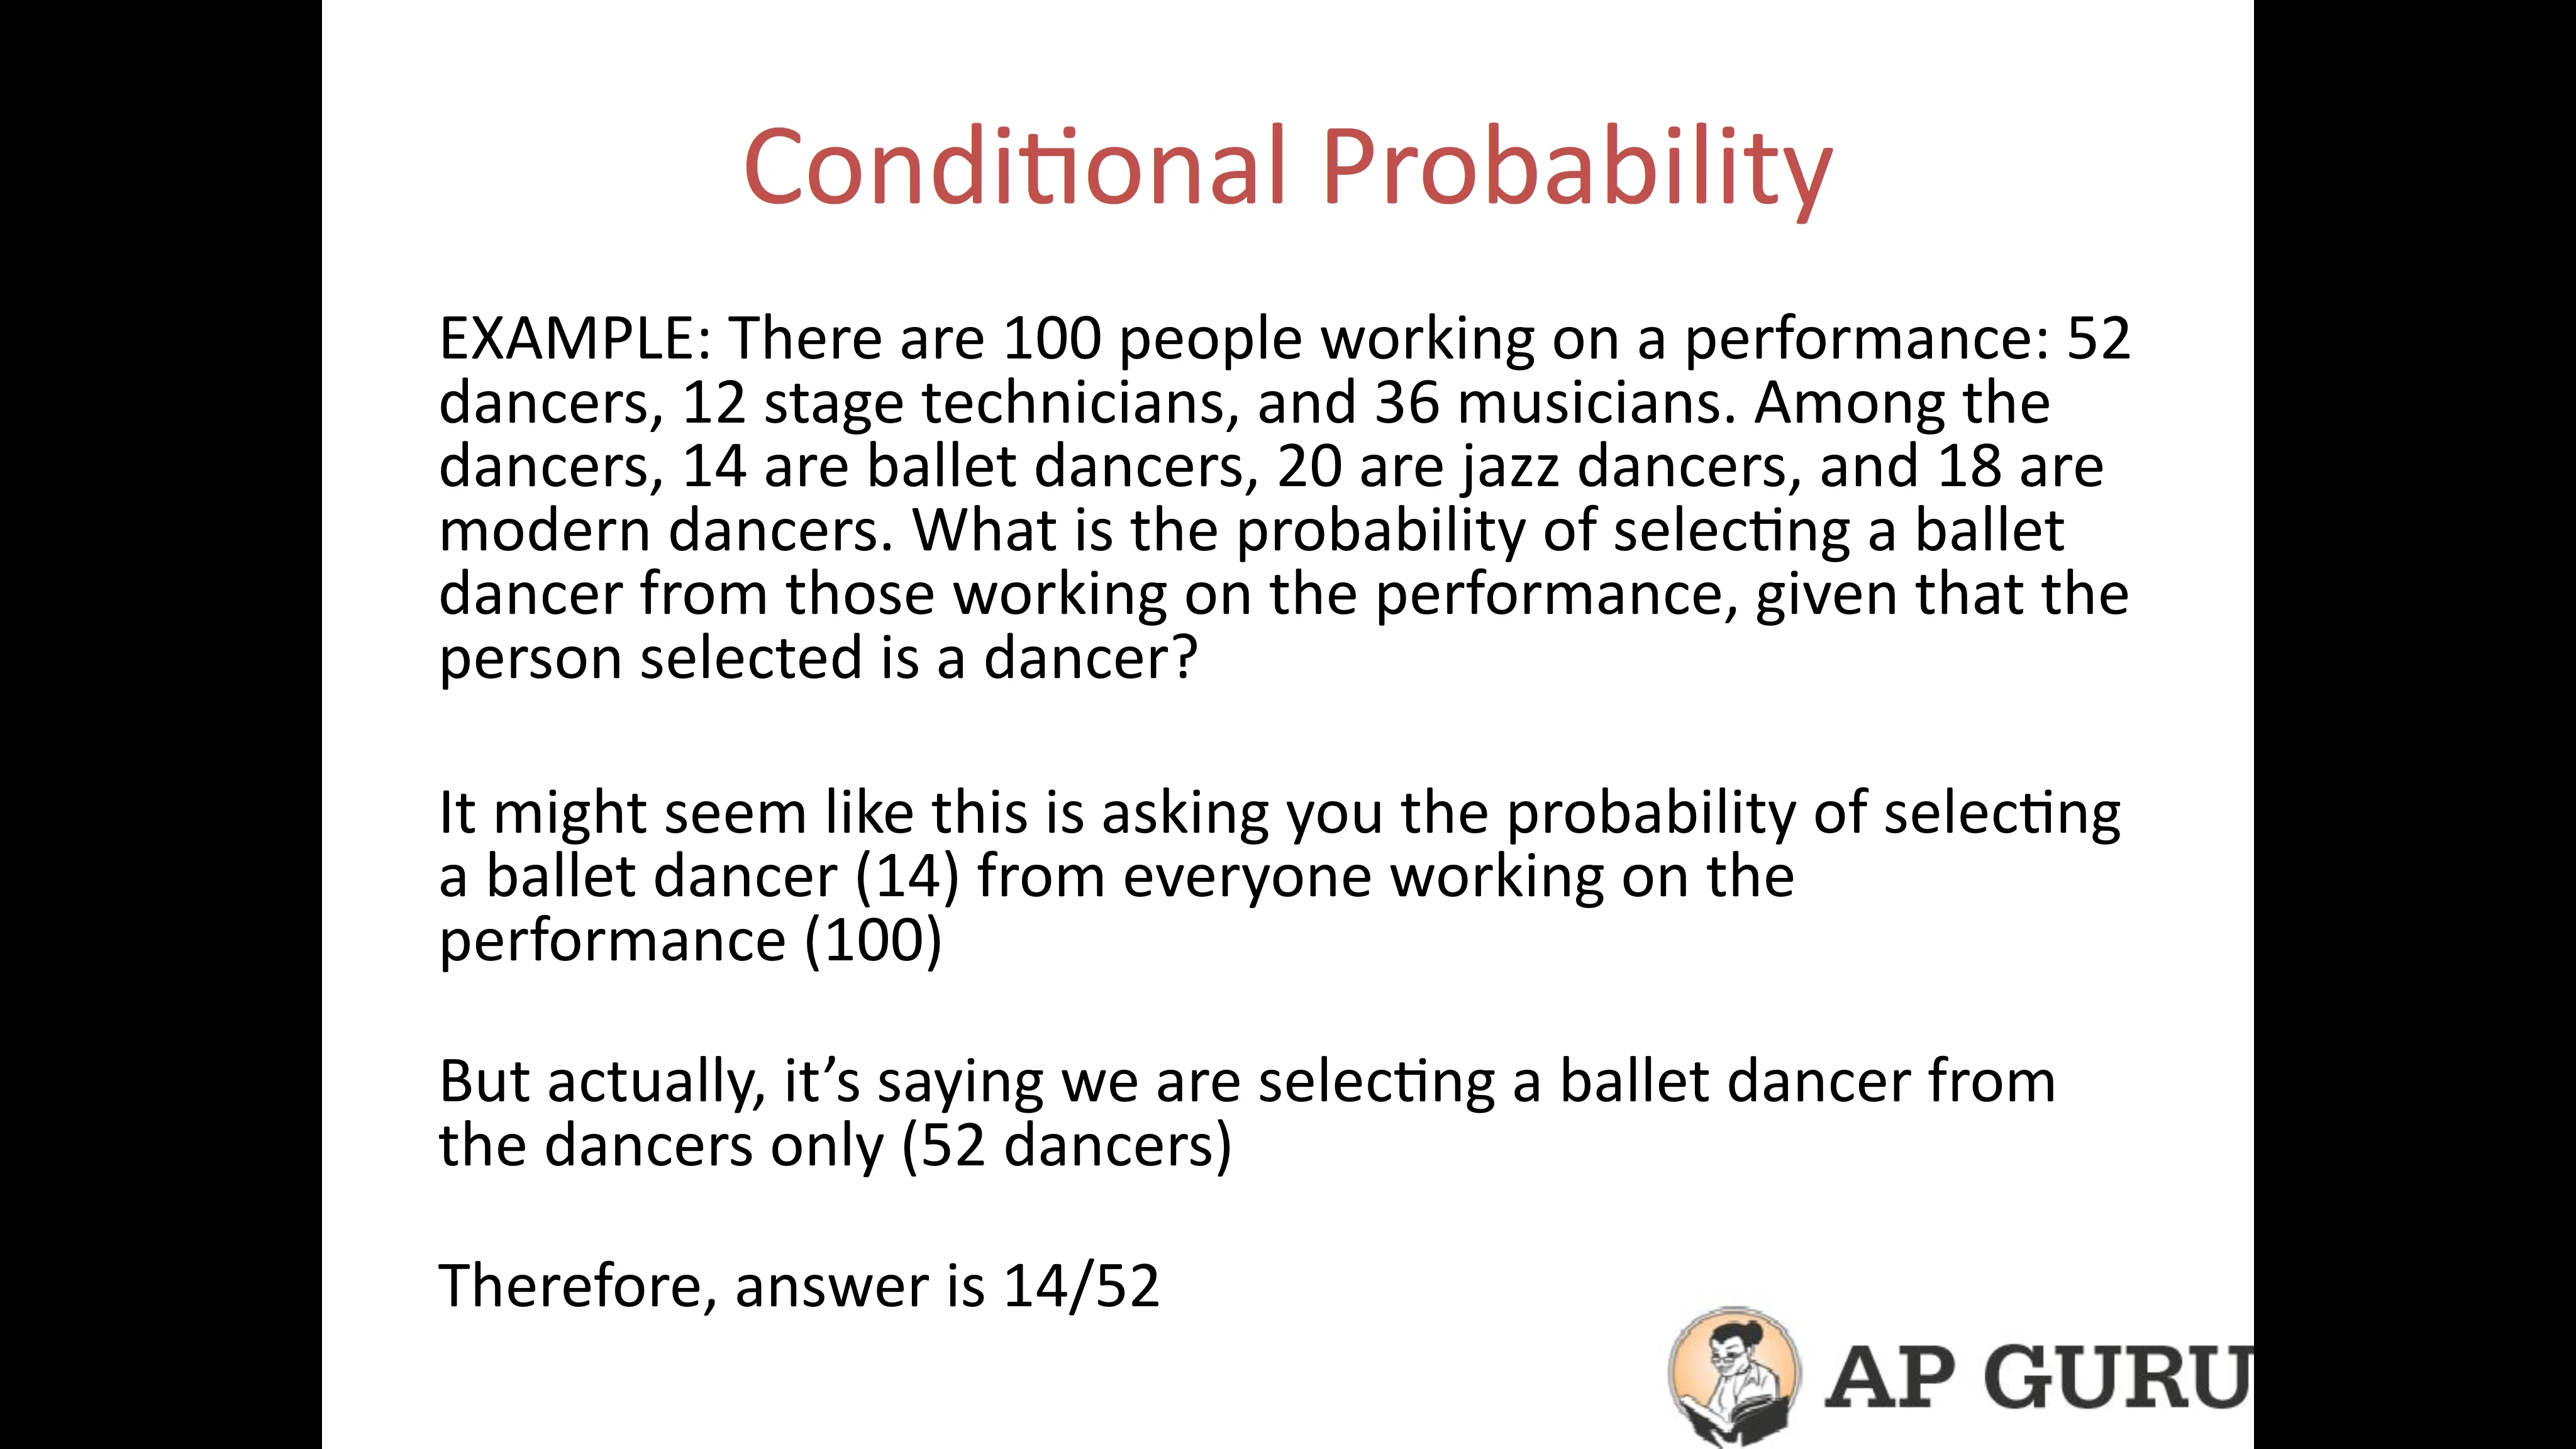 Conditional Probability
EXAMPLE: There are 100 people working on a performance: 52
dancers, 12 stage technicians, and 36 musicians. Among the
dancers, 14 are ballet dancers, 20 are jazz dancers, and 18 are
modern dancers. What is the probability of selecting a ballet
dancer from those working on the performance, given that the
person selected is a dancer?
It might seem like this is asking you the probability of selecting
a ballet dancer (14) from everyone working on the
performance (100)
But actually, it’s saying we are selecting a ballet dancer from
the dancers only (52 dancers)
Therefore, answer is 14/52
AP GURU